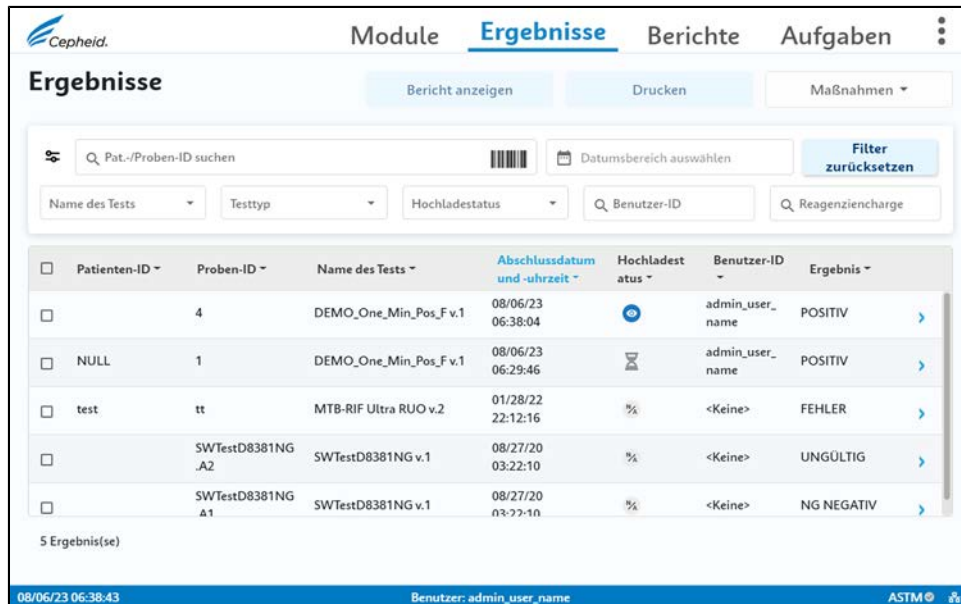 Cepheid.
Module Ergebnisse Berichte Aufgaben
Ergebnisse
Bericht anzeigen
Drucken
Maßnahmen
Pat.-/Proben-ID suchen
Datumsbereich auswählen
Filter
zurücksetzen
Name des Tests
Testtyp
Hochladestatus
Benutzer-ID
Reagenziencharge
Patienten-ID
Proben-ID
Name des Tests
Abschlussdatum
und -uhrzeit
Hochladest
atus
Benutzer-ID
Ergebnis
4
DEMO_One_Min_Pos_F v.1
08/06/23
06:38:04
admin_user_
name
POSITIV
NULL
1
DEMO_One_Min_Pos_F v.1
08/06/23
06:29:46
admin_user_
name
POSITIV
test
tt
MTB-RIF Ultra RUO v.2
01/28/22
22:12:16
N/A
<Keine>
FEHLER
SWTestD8381NG
.A2
SWTestD8381NG v.1
08/27/20
03:22:10
N/A
<Keine>
UNGÜLTIG
SWTestD8381NG
.A1
SWTestD8381NG v.1
08/27/20
03:22:10
N/A
<Keine>
NG NEGATIV
5 Ergebnis(se)
08/06/23 06:38:43
Benutzer: admin_user_name
ASTM